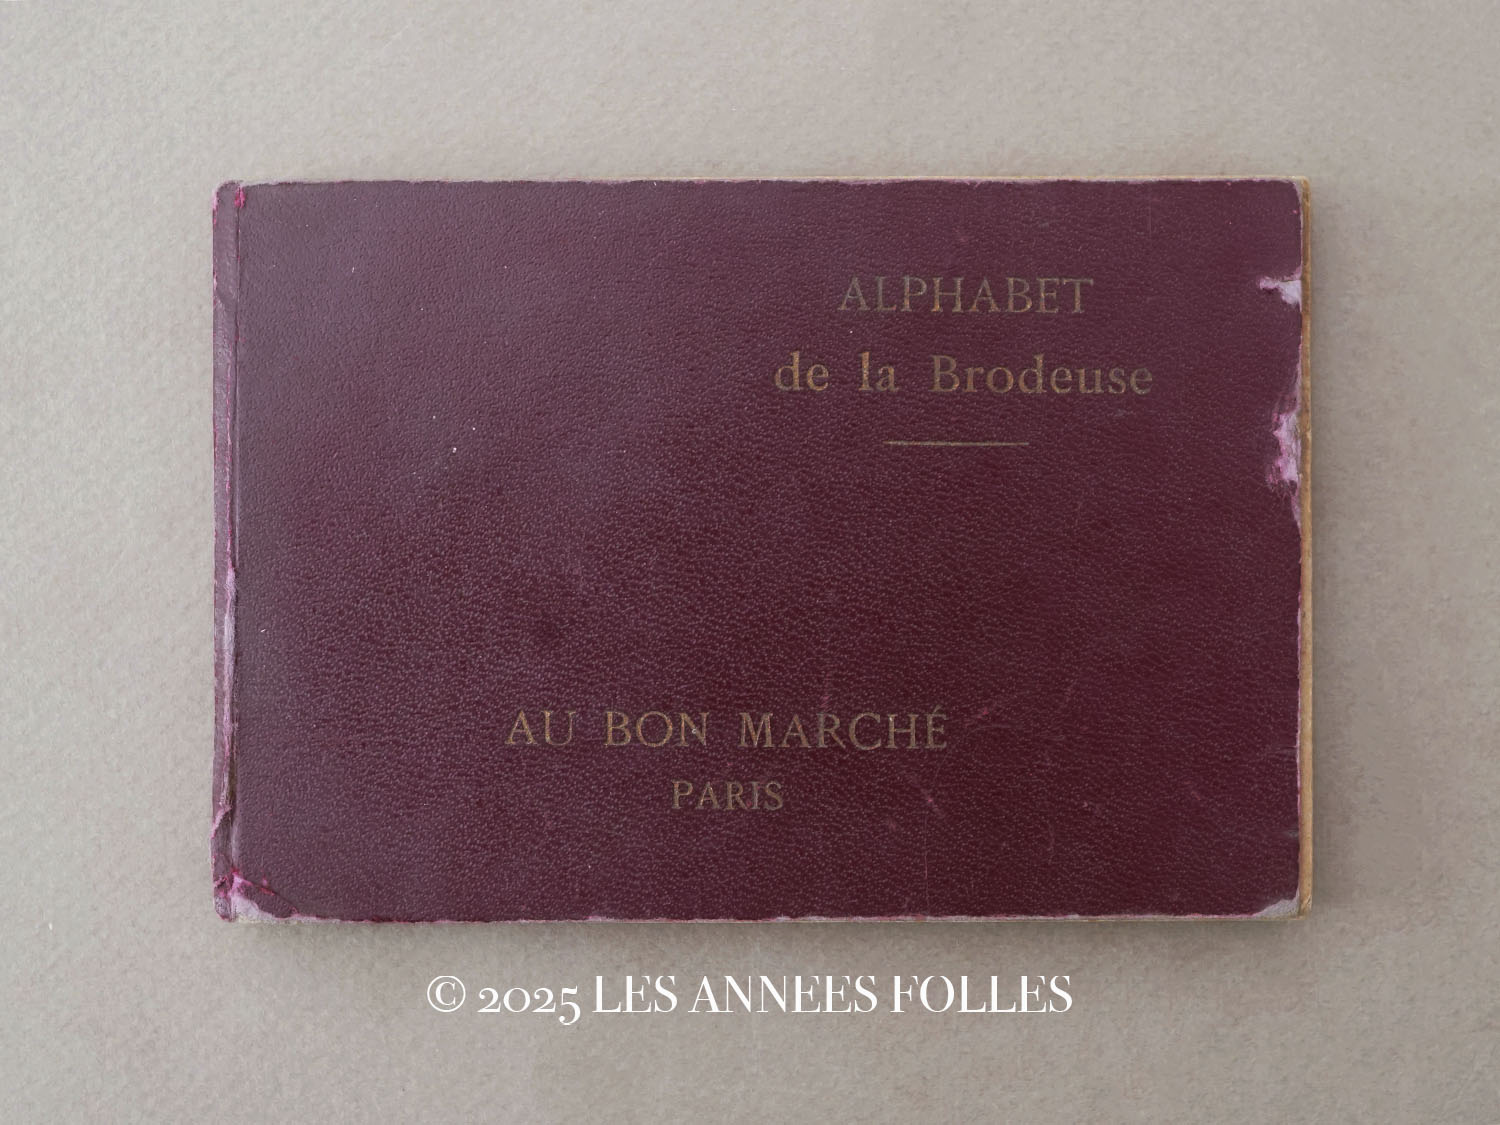 ALPHABET
de la Brodeuse
AU BON MARCHÉ
PARIS
© 2025 LES ANNEES FOLLES